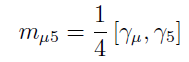 m_{μ5} = \frac{1}{4} [γ_μ, γ_5]